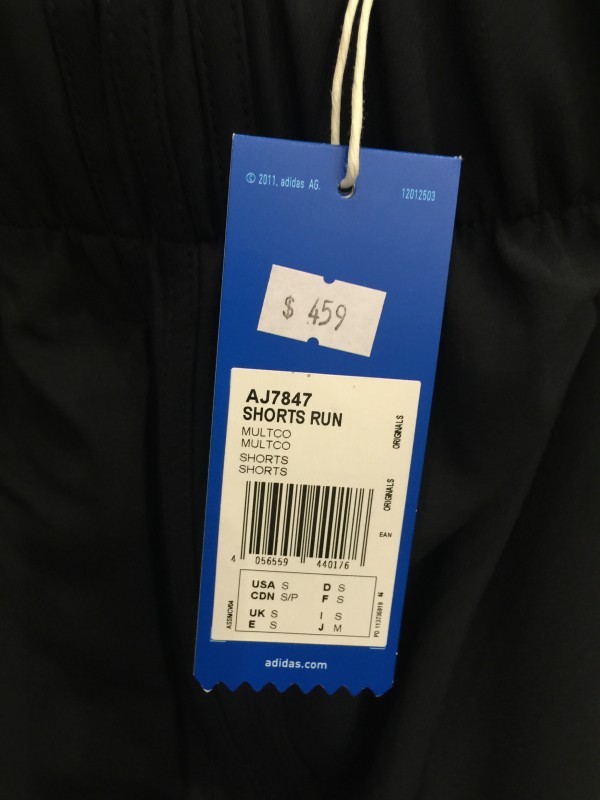 © 2011, adidas AG.
12012503
$ 459
AJ7847
SHORTS RUN
MULTCO
MULTCO
SHORTS
SHORTS
ORIGINALS
ORIGINALS
EAN
4 056559 440176
USA S D S
CDN S/P F S
UK S I S
E S J M
adidas.com